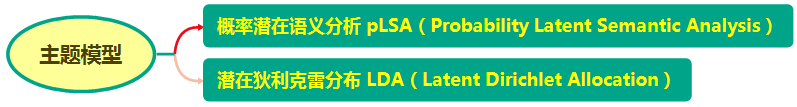 主题模型
概率潜在语义分析 pLSA（Probability Latent Semantic Analysis）
潜在狄利克雷分布 LDA（Latent Dirichlet Allocation）